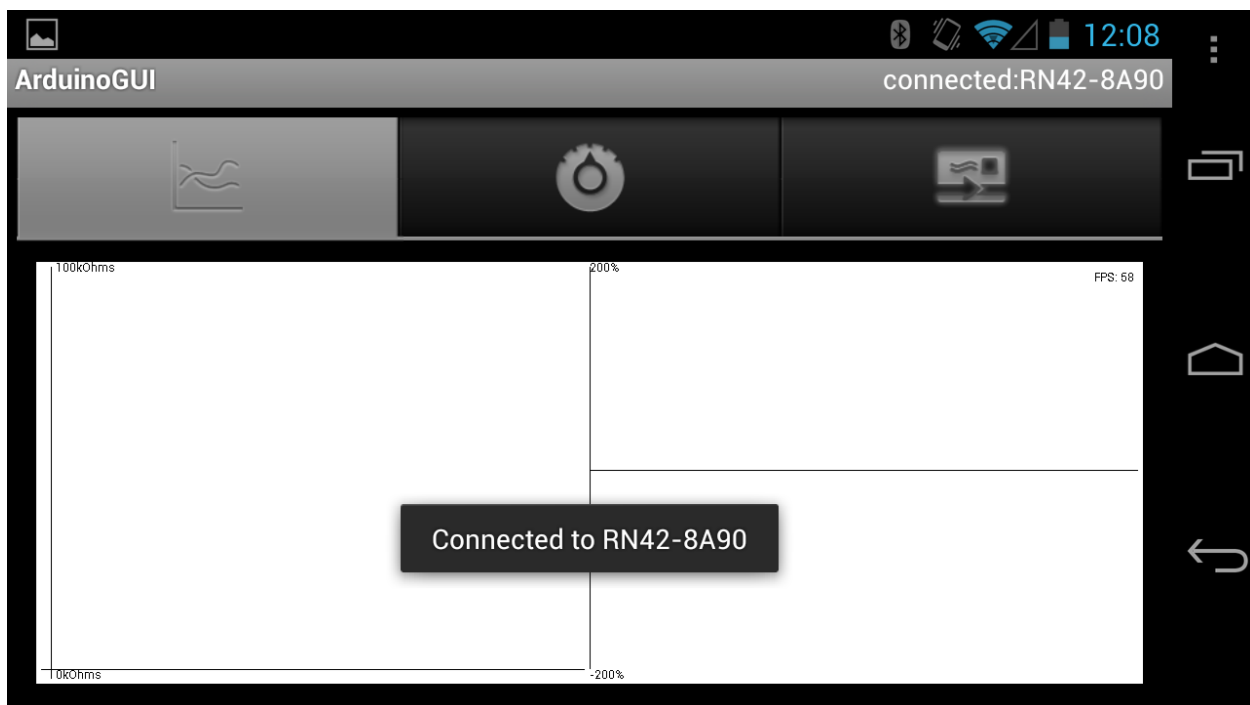 12:08
ArduinoGUI
connected:RN42-8A90
100kOhms
200%
FPS: 58
Connected to RN42-8A90
0kOhms
-200%